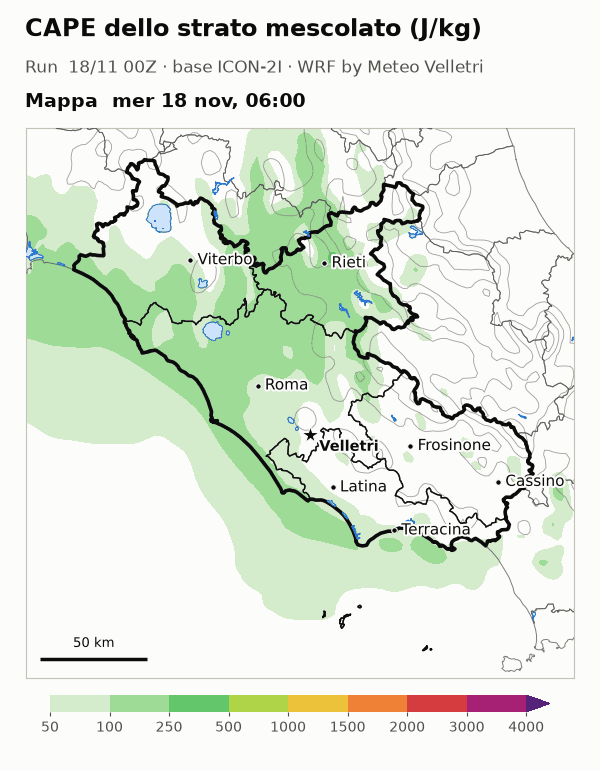 CAPE dello strato mescolato (J/kg)
Run 18/11 00Z · base ICON-2I · WRF by Meteo Velletri
Mappa mer 18 nov, 06:00
Viterbo
Rieti
Roma
Velletri
Frosinone
Latina
Cassino
Terracina
50 km
50 100 250 500 1000 1500 2000 3000 4000